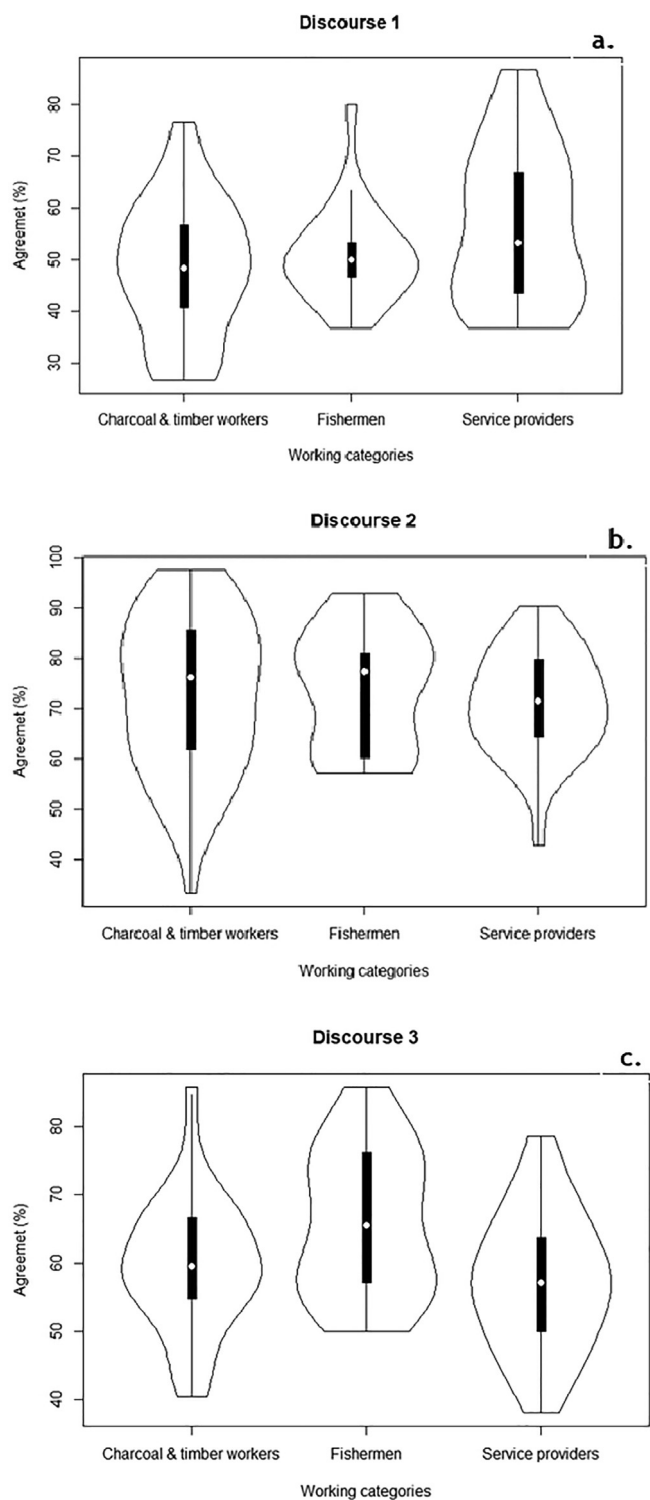 Discourse 1
a.
80
70
60
50
40
30
Agreemet (%)
Charcoal & timber workers Fishermen Service providers
Working categories
Discourse 2
b.
100
90
80
70
60
50
40
Agreemet (%)
Charcoal & timber workers Fishermen Service providers
Working categories
Discourse 3
c.
80
70
60
50
40
Agreemet (%)
Charcoal & timber workers Fishermen Service providers
Working categories